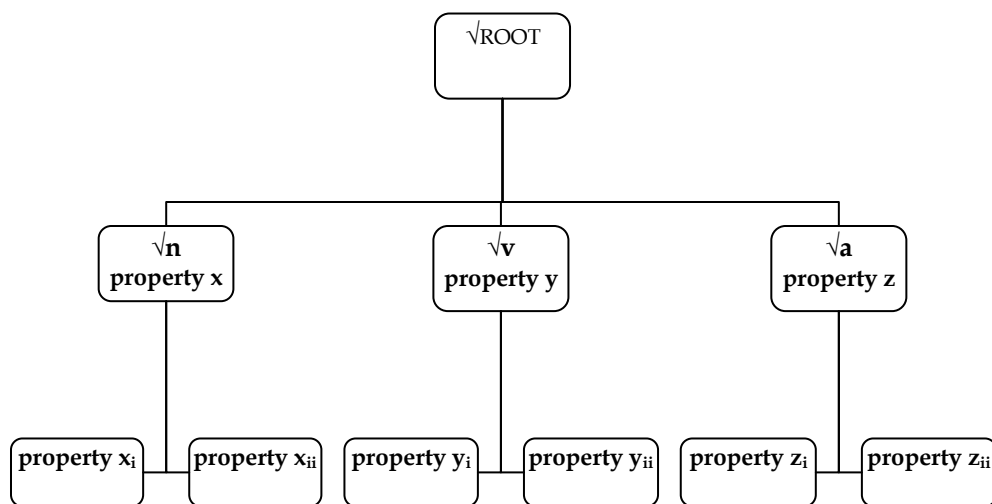 √ROOT
√n
property x
√v
property y
√a
property z
property xᵢ
property xᵢᵢ
property yᵢ
property yᵢᵢ
property zᵢ
property zᵢᵢ